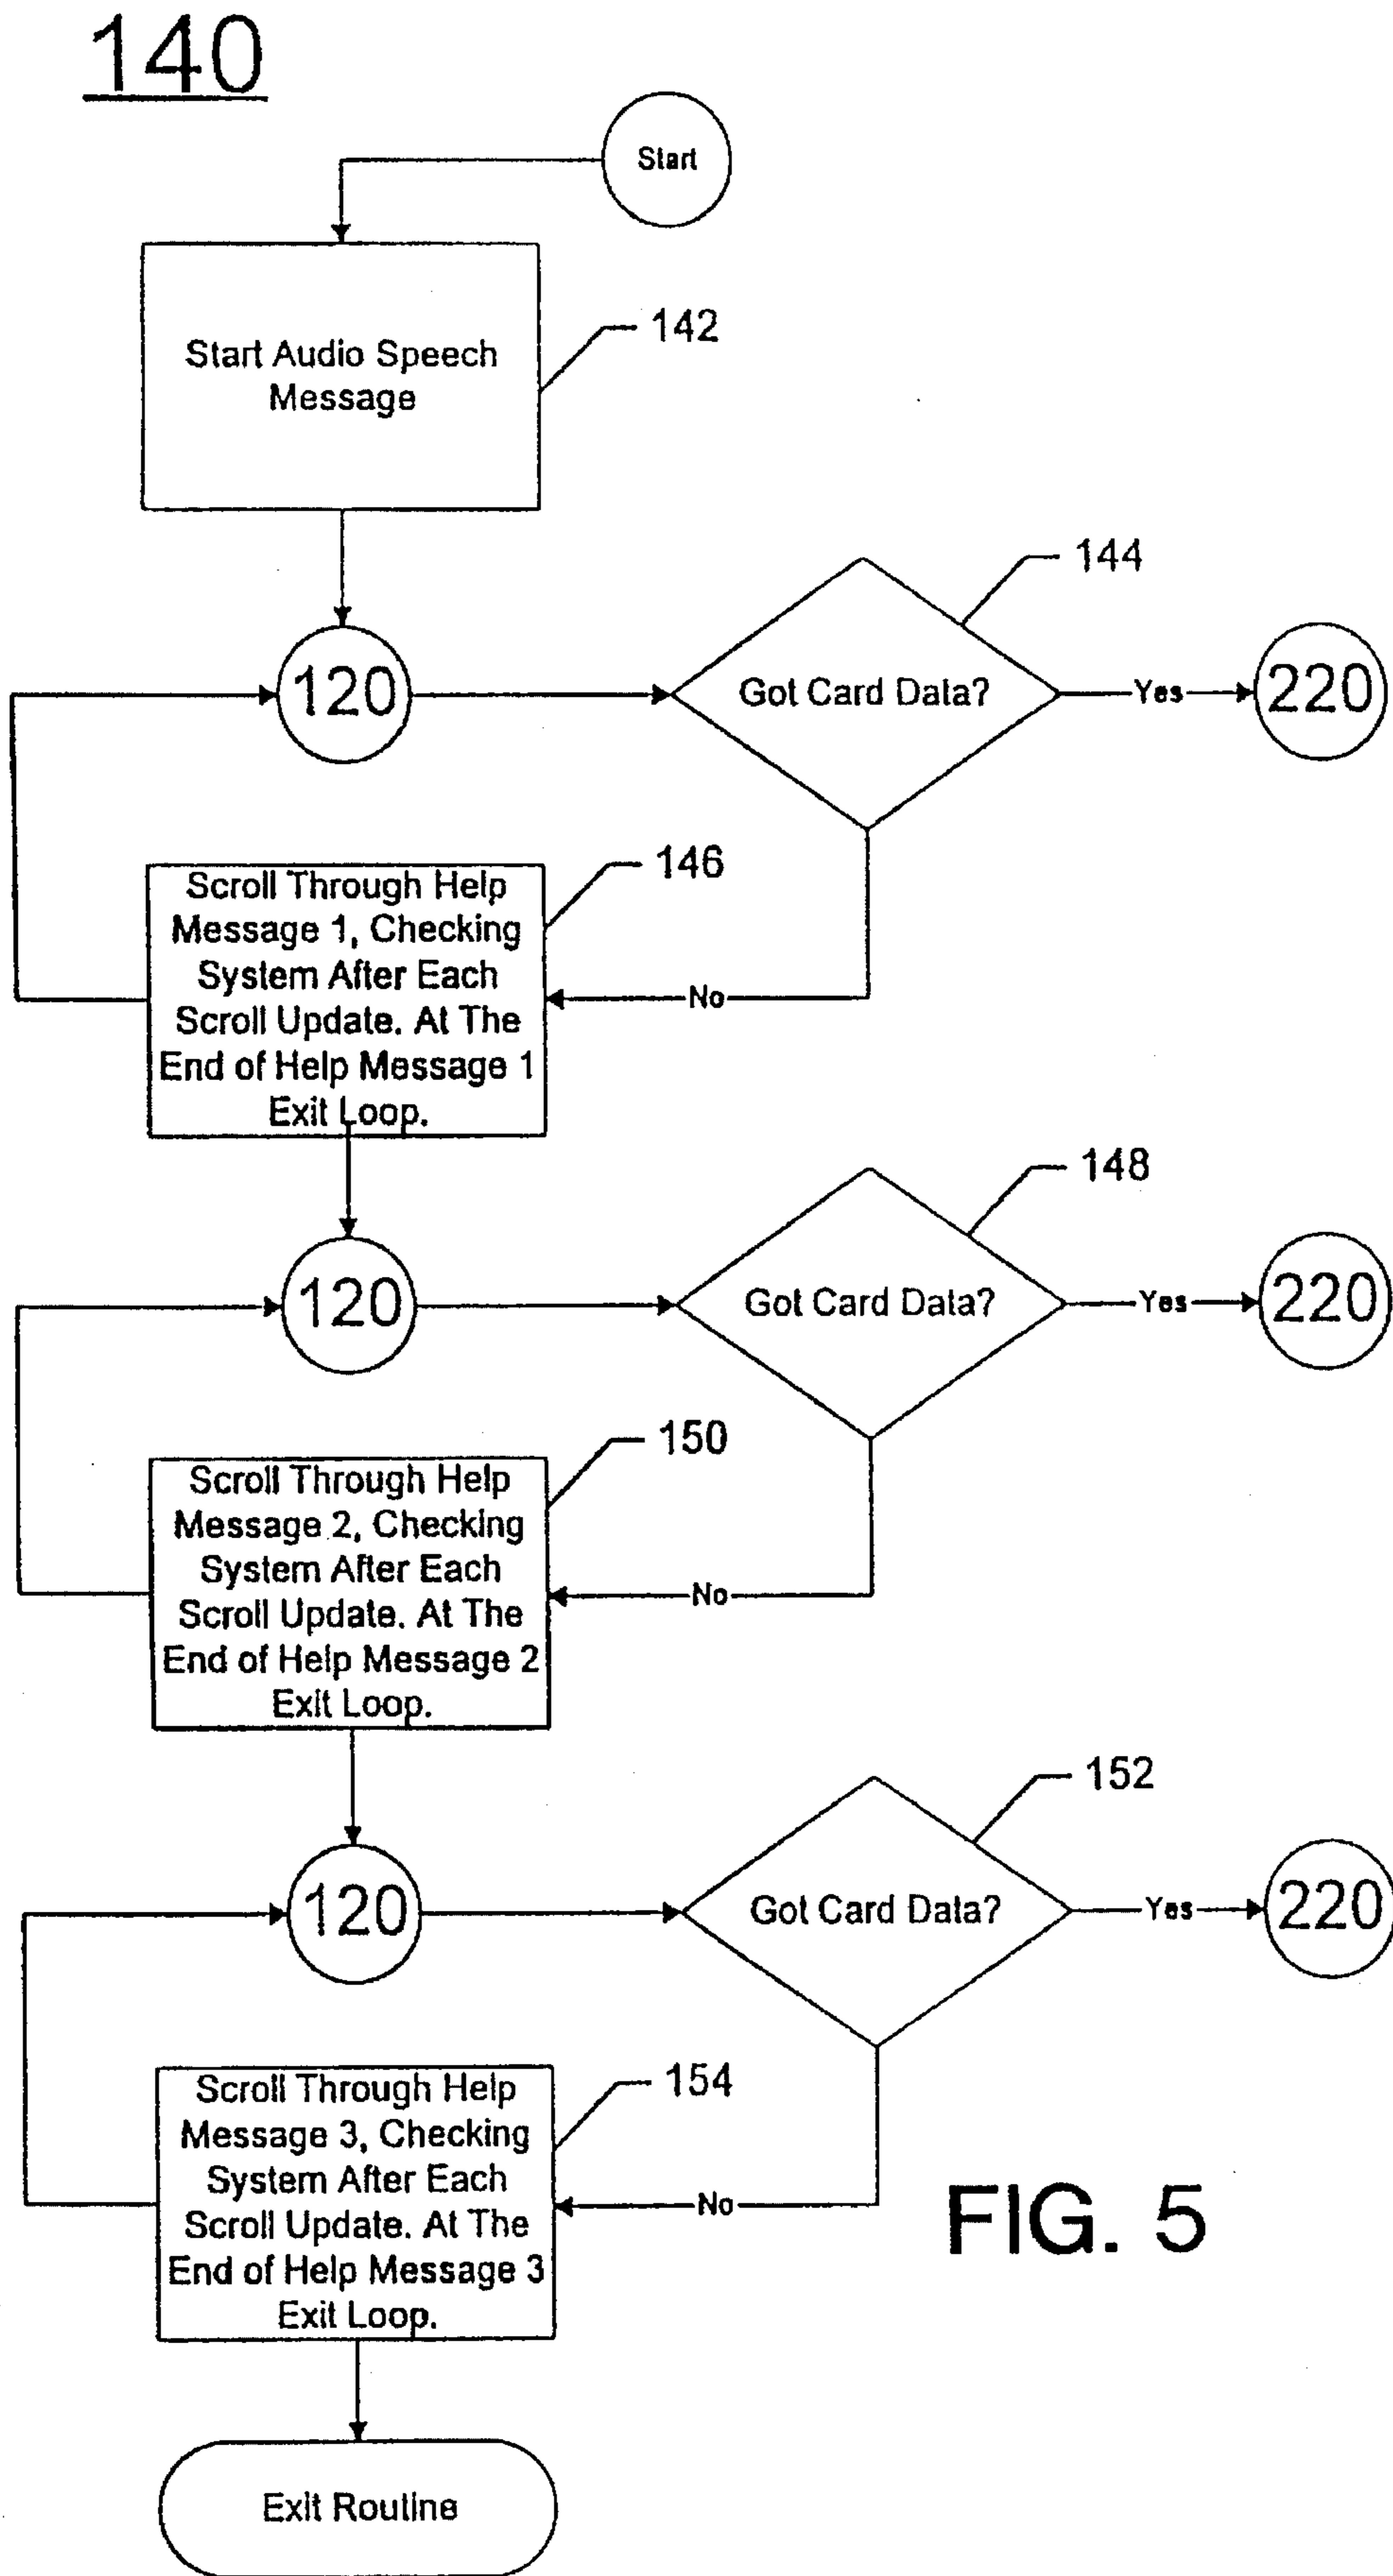 140
Start
Start Audio Speech
Message
142
120
Got Card Data?
144
Yes
220
No
Scroll Through Help
Message 1, Checking
System After Each
Scroll Update. At The
End of Help Message 1
Exit Loop.
146
120
Got Card Data?
148
Yes
220
No
Scroll Through Help
Message 2, Checking
System After Each
Scroll Update. At The
End of Help Message 2
Exit Loop.
150
120
Got Card Data?
152
Yes
220
No
Scroll Through Help
Message 3, Checking
System After Each
Scroll Update. At The
End of Help Message 3
Exit Loop.
154
FIG. 5
Exit Routine